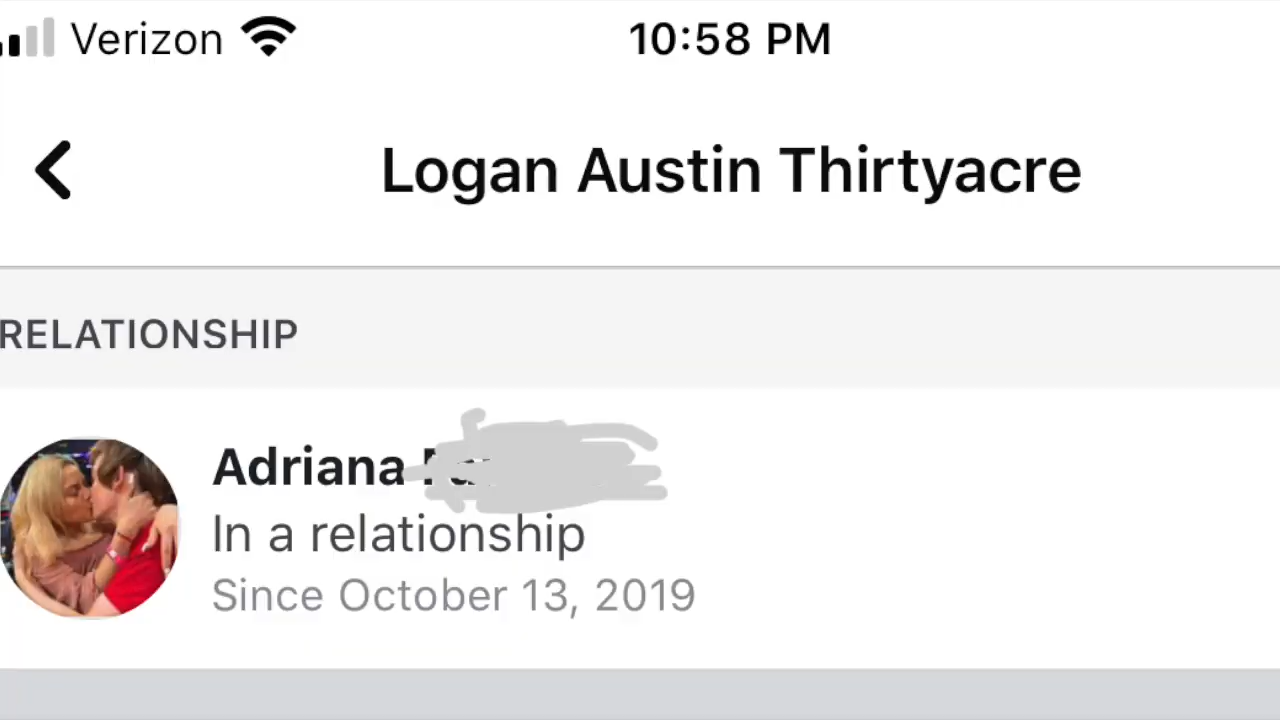 Verizon
10:58 PM
Logan Austin Thirtyacre
RELATIONSHIP
Adriana
In a relationship
Since October 13, 2019